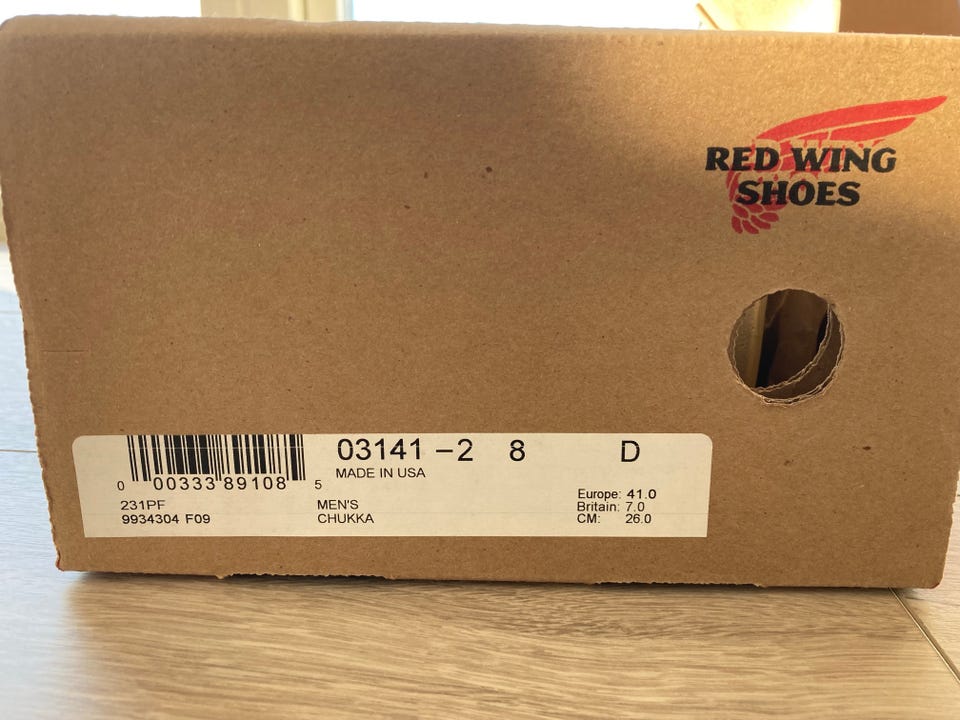 RED WING
SHOES
03141 -2 8 D
MADE IN USA
0 00333 89108 5
231PF
9934304 F09
MEN'S
CHUKKA
Europe: 41.0
Britain: 7.0
CM: 26.0